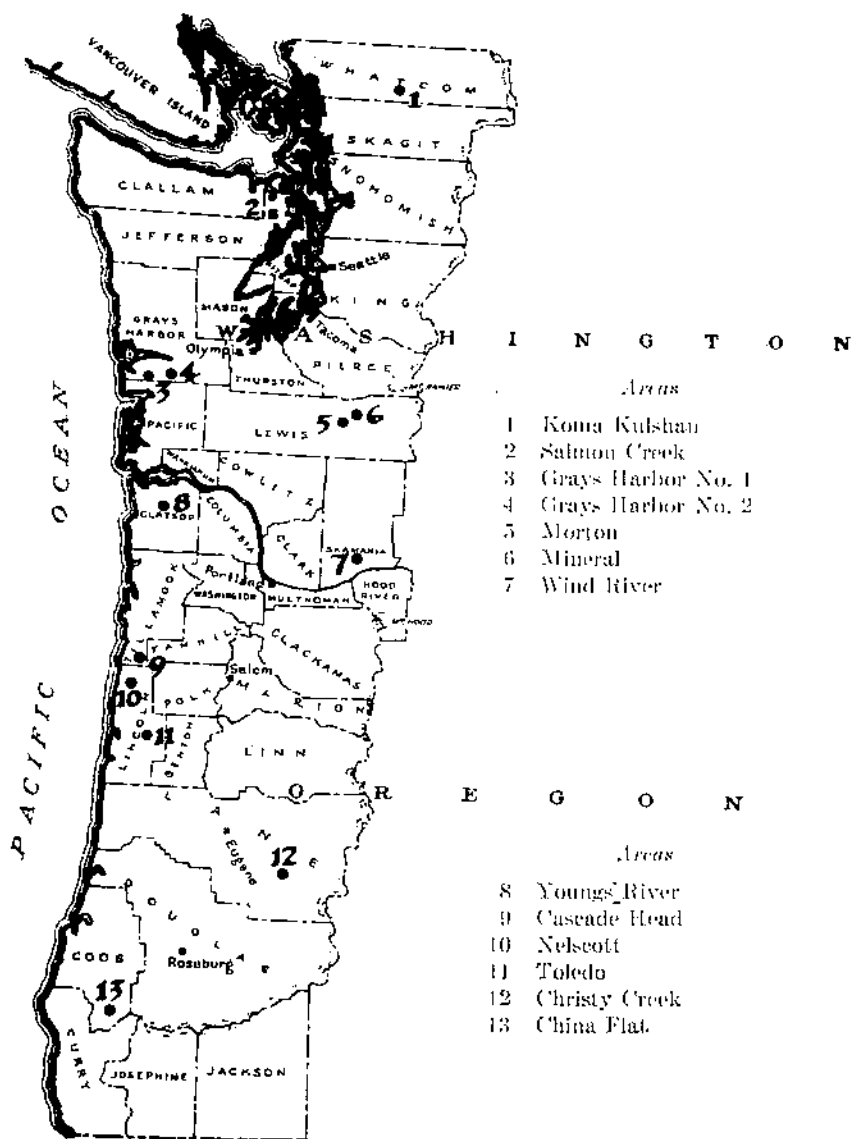 VANCOUVER ISLAND
WHATCOM
1
SKAGIT
SNOHOMISH
CLALLAM
2
JEFFERSON
Seattle
KING
MASON
GRAYS HARBOR
WASHINGTON
Tacoma
Olympia
PIERCE
THURSTON
3
4
PACIFIC
LEWIS
5
6
COWLITZ
8
CLATSOP
COLUMBIA
CLARK
SKAMANIA
7
Portland
WASHINGTON
MULTNOMAH
HOOD RIVER
MT. HOOD
TILLAMOOK
YAMHILL
CLACKAMAS
9
Salem
10
POLK
MARION
LINCOLN
11
BENTON
LINN
OREGON
LANE
Eugene
12
DOUGLAS
COOS
Roseburg
13
CURRY
JOSEPHINE
JACKSON
PACIFIC OCEAN
Areas
1 Koma Kulshan
2 Salmon Creek
3 Grays Harbor No. 1
4 Grays Harbor No. 2
5 Morton
6 Mineral
7 Wind River
Areas
8 Youngs River
9 Cascade Head
10 Nelscott
11 Toledo
12 Christy Creek
13 China Flat